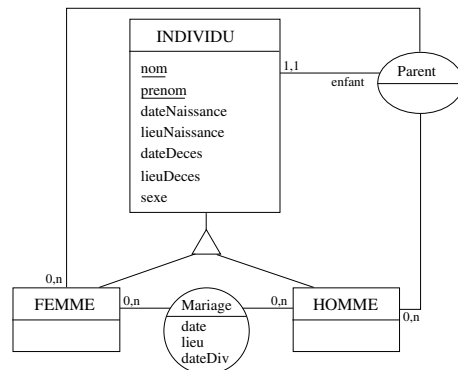 INDIVIDU
nom
prenom
dateNaissance
lieuNaissance
dateDeces
lieuDeces
sexe
1,1
enfant
Parent
0,n
FEMME
0,n
Mariage
date
lieu
dateDiv
0,n
HOMME
0,n